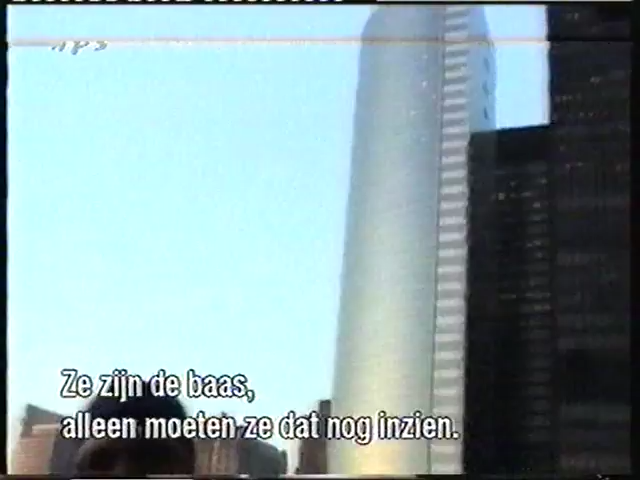 Ze zijn de baas,
alleen moeten ze dat nog inzien.